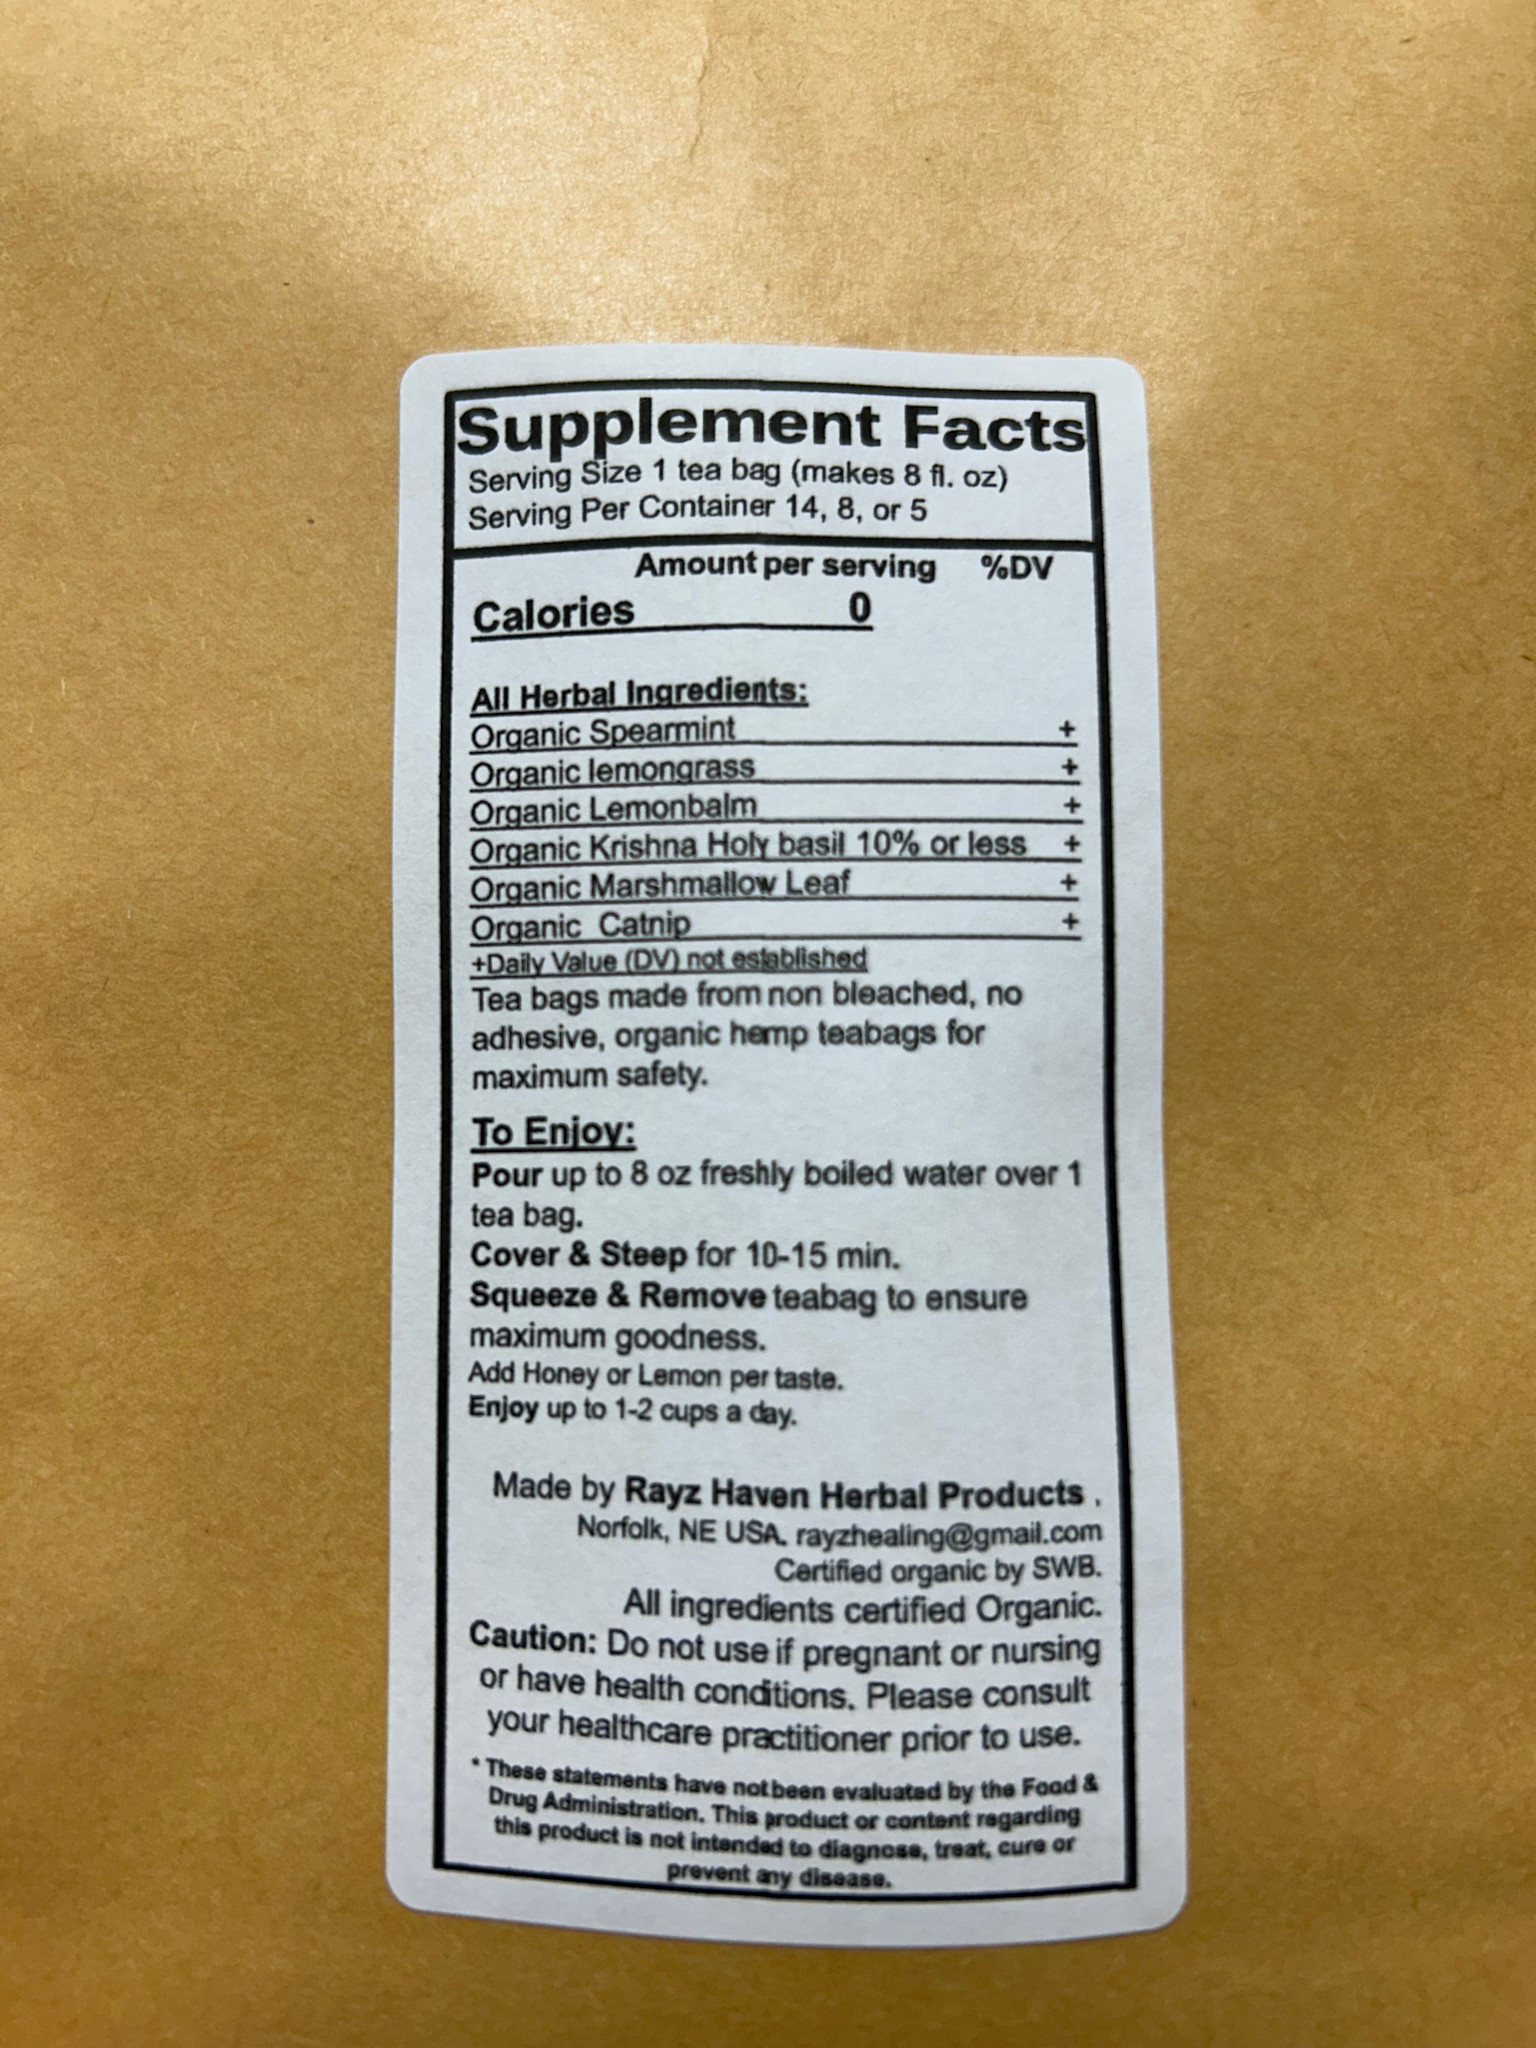 Supplement Facts
Serving Size 1 tea bag (makes 8 fl. oz)
Serving Per Container 14, 8, or 5
Amount per serving %DV
Calories 0
All Herbal Ingredients:
Organic Spearmint +
Organic lemongrass +
Organic Lemonbalm +
Organic Krishna Holy basil 10% or less +
Organic Marshmallow Leaf +
Organic Catnip +
+Daily Value (DV) not established
Tea bags made from non bleached, no
adhesive, organic hemp teabags for
maximum safety.
To Enjoy:
Pour up to 8 oz freshly boiled water over 1
tea bag.
Cover & Steep for 10-15 min.
Squeeze & Remove teabag to ensure
maximum goodness.
Add Honey or Lemon per taste.
Enjoy up to 1-2 cups a day.
Made by Rayz Haven Herbal Products .
Norfolk, NE USA. rayzhealing@gmail.com
Certified organic by SWB.
All ingredients certified Organic.
Caution: Do not use if pregnant or nursing
or have health conditions. Please consult
your healthcare practitioner prior to use.
* These statements have not been evaluated by the Food &
Drug Administration. This product or content regarding
this product is not intended to diagnose, treat, cure or
prevent any disease.